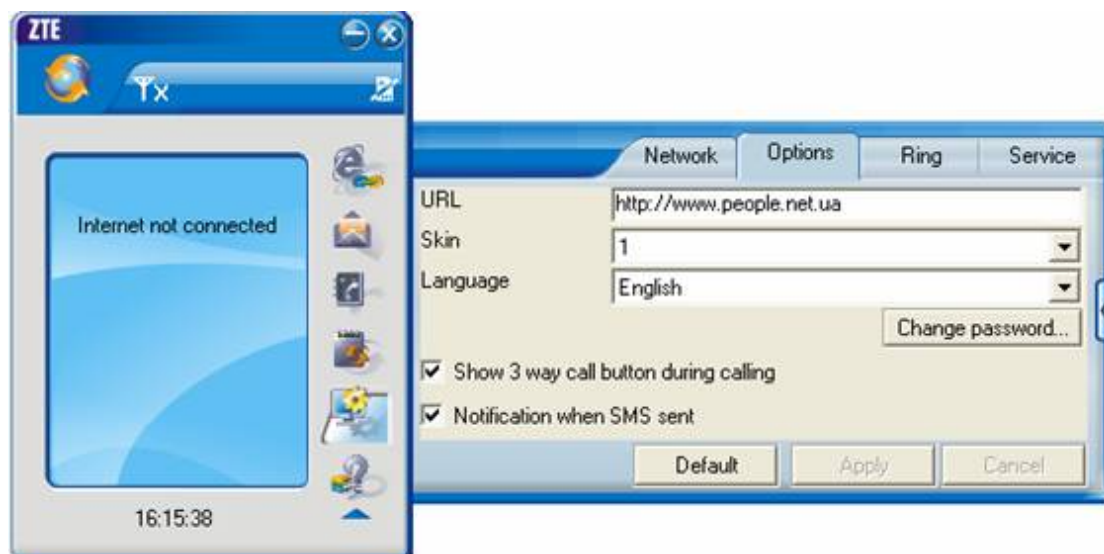 ZTE
Internet not connected
16:15:38
Network Options Ring Service
URL http://www.people.net.ua
Skin 1
Language English
Change password...
Show 3 way call button during calling
Notification when SMS sent
Default Apply Cancel